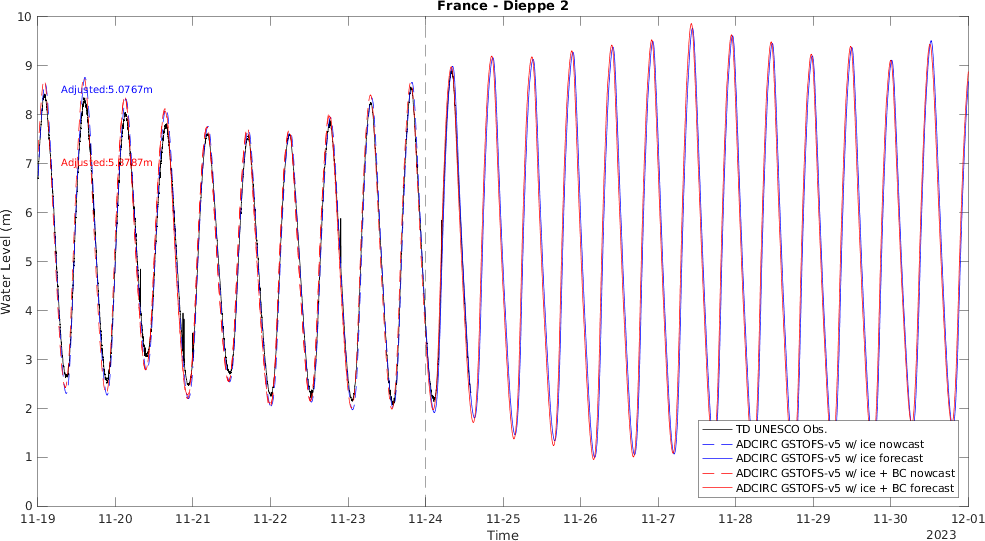 France - Dieppe 2
10
9
8
7
6
5
4
3
2
1
0
Water Level (m)
Adjusted:5.0767m
TD UNESCO Obs.
ADCIRC GSTOFS-v5 w/ ice nowcast
ADCIRC GSTOFS-v5 w/ ice forecast
ADCIRC GSTOFS-v5 w/ ice + BC nowcast
ADCIRC GSTOFS-v5 w/ ice + BC forecast
11-19 11-20 11-21 11-22 11-23 11-24 11-25 11-26 11-27 11-28 11-29 11-30 12-01
Time
2023